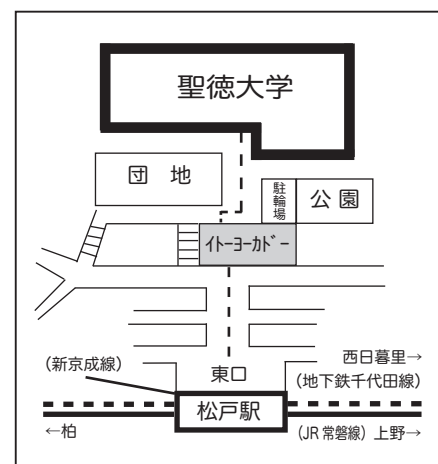 聖徳大学
団 地
駐輪場
公 園
ｲﾄｰﾖｰｶﾄﾞｰ
東口
(新京成線)
西日暮里→
(地下鉄千代田線)
松戸駅
←柏
(JR 常磐線) 上野→